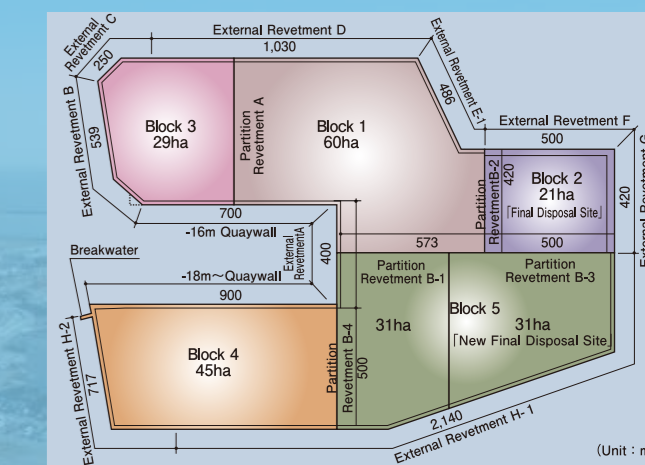 External
Revetment C
250
External Revetment D
1,030
External Revetment E-1
486
External Revetment F
500
External Revetment B
539
Block 3
29ha
Partition
Revetment A
Block 1
60ha
Partition
Revetment B-2
420
Block 2
21ha
「Final Disposal Site」
420
External Revetment G
700
-16m Quaywall
External
Revetment A
400
573
500
Breakwater
-18m～Quaywall
900
Partition
Revetment B-1
Partition
Revetment B-3
Block 5
31ha
31ha
「New Final Disposal Site」
External Revetment H-2
717
Block 4
45ha
Partition
Revetment B-4
500
2,140
External Revetment H-1
(Unit : m